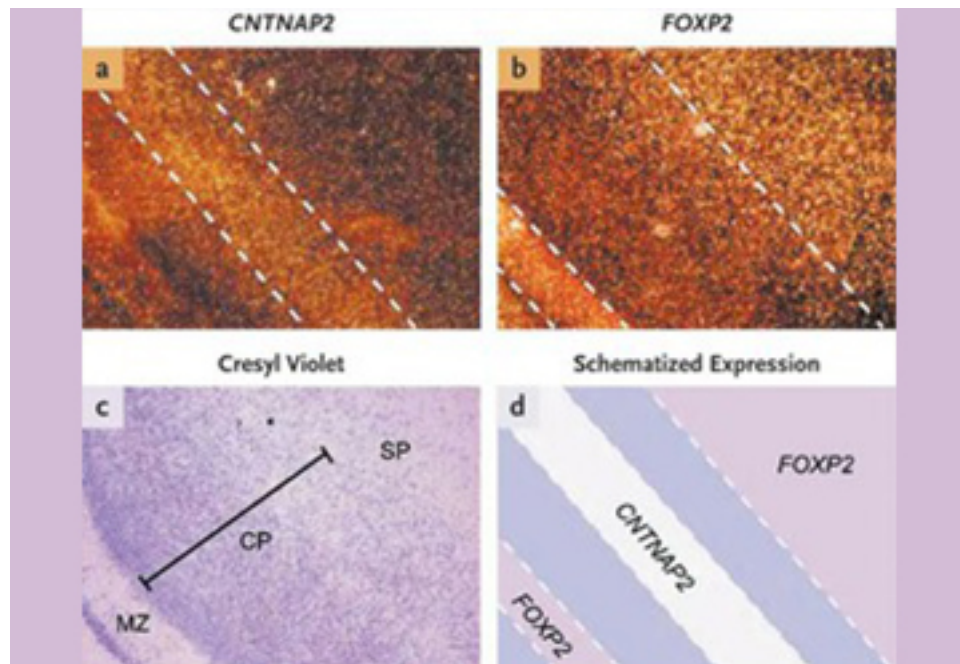 CNTNAP2
FOXP2
a
b
Cresyl Violet
Schematized Expression
c
SP
CP
MZ
d
FOXP2
CNTNAP2
FOXP2